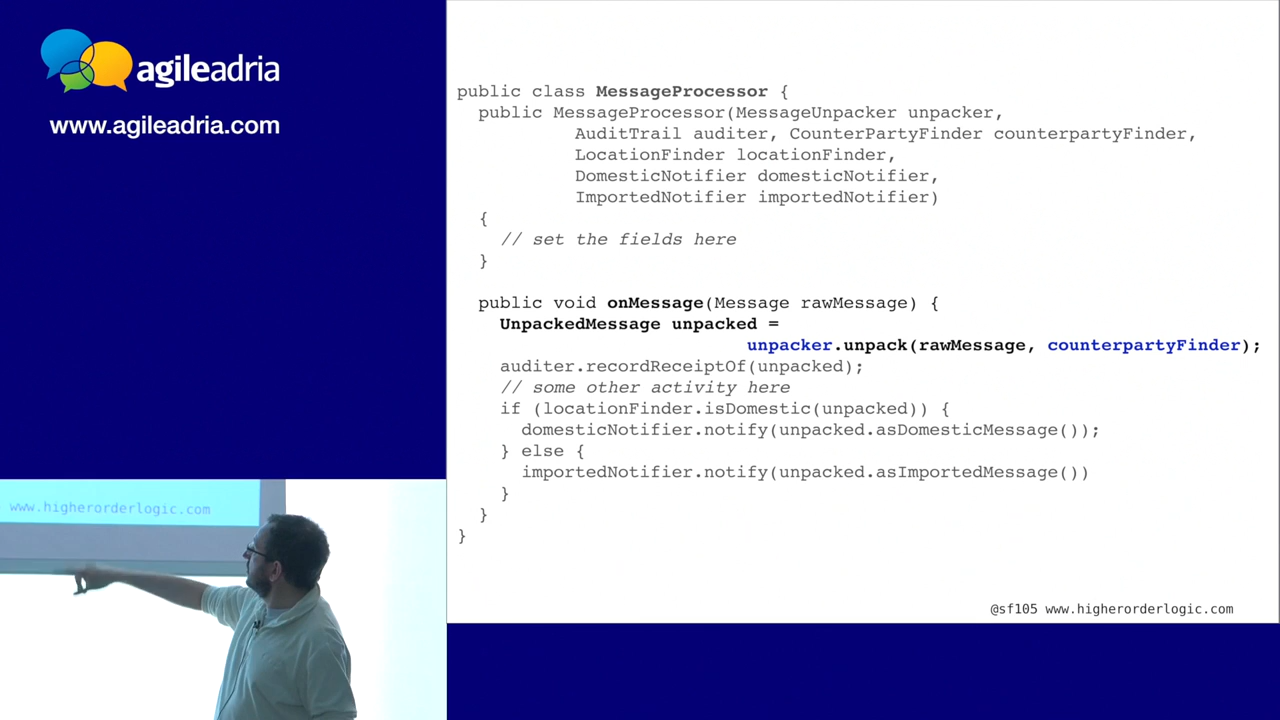 agileadria
www.agileadria.com
public class MessageProcessor {
public MessageProcessor(MessageUnpacker unpacker,
AuditTrail auditer, CounterPartyFinder counterpartyFinder,
LocationFinder locationFinder,
DomesticNotifier domesticNotifier,
ImportedNotifier importedNotifier)
{
// set the fields here
}
public void onMessage(Message rawMessage) {
UnpackedMessage unpacked =
unpacker.unpack(rawMessage, counterpartyFinder);
auditer.recordReceiptOf(unpacked);
// some other activity here
if (locationFinder.isDomestic(unpacked)) {
domesticNotifier.notify(unpacked.asDomesticMessage());
} else {
importedNotifier.notify(unpacked.asImportedMessage())
}
}
}
@sf105 www.higherorderlogic.com
www.higherorderlogic.com